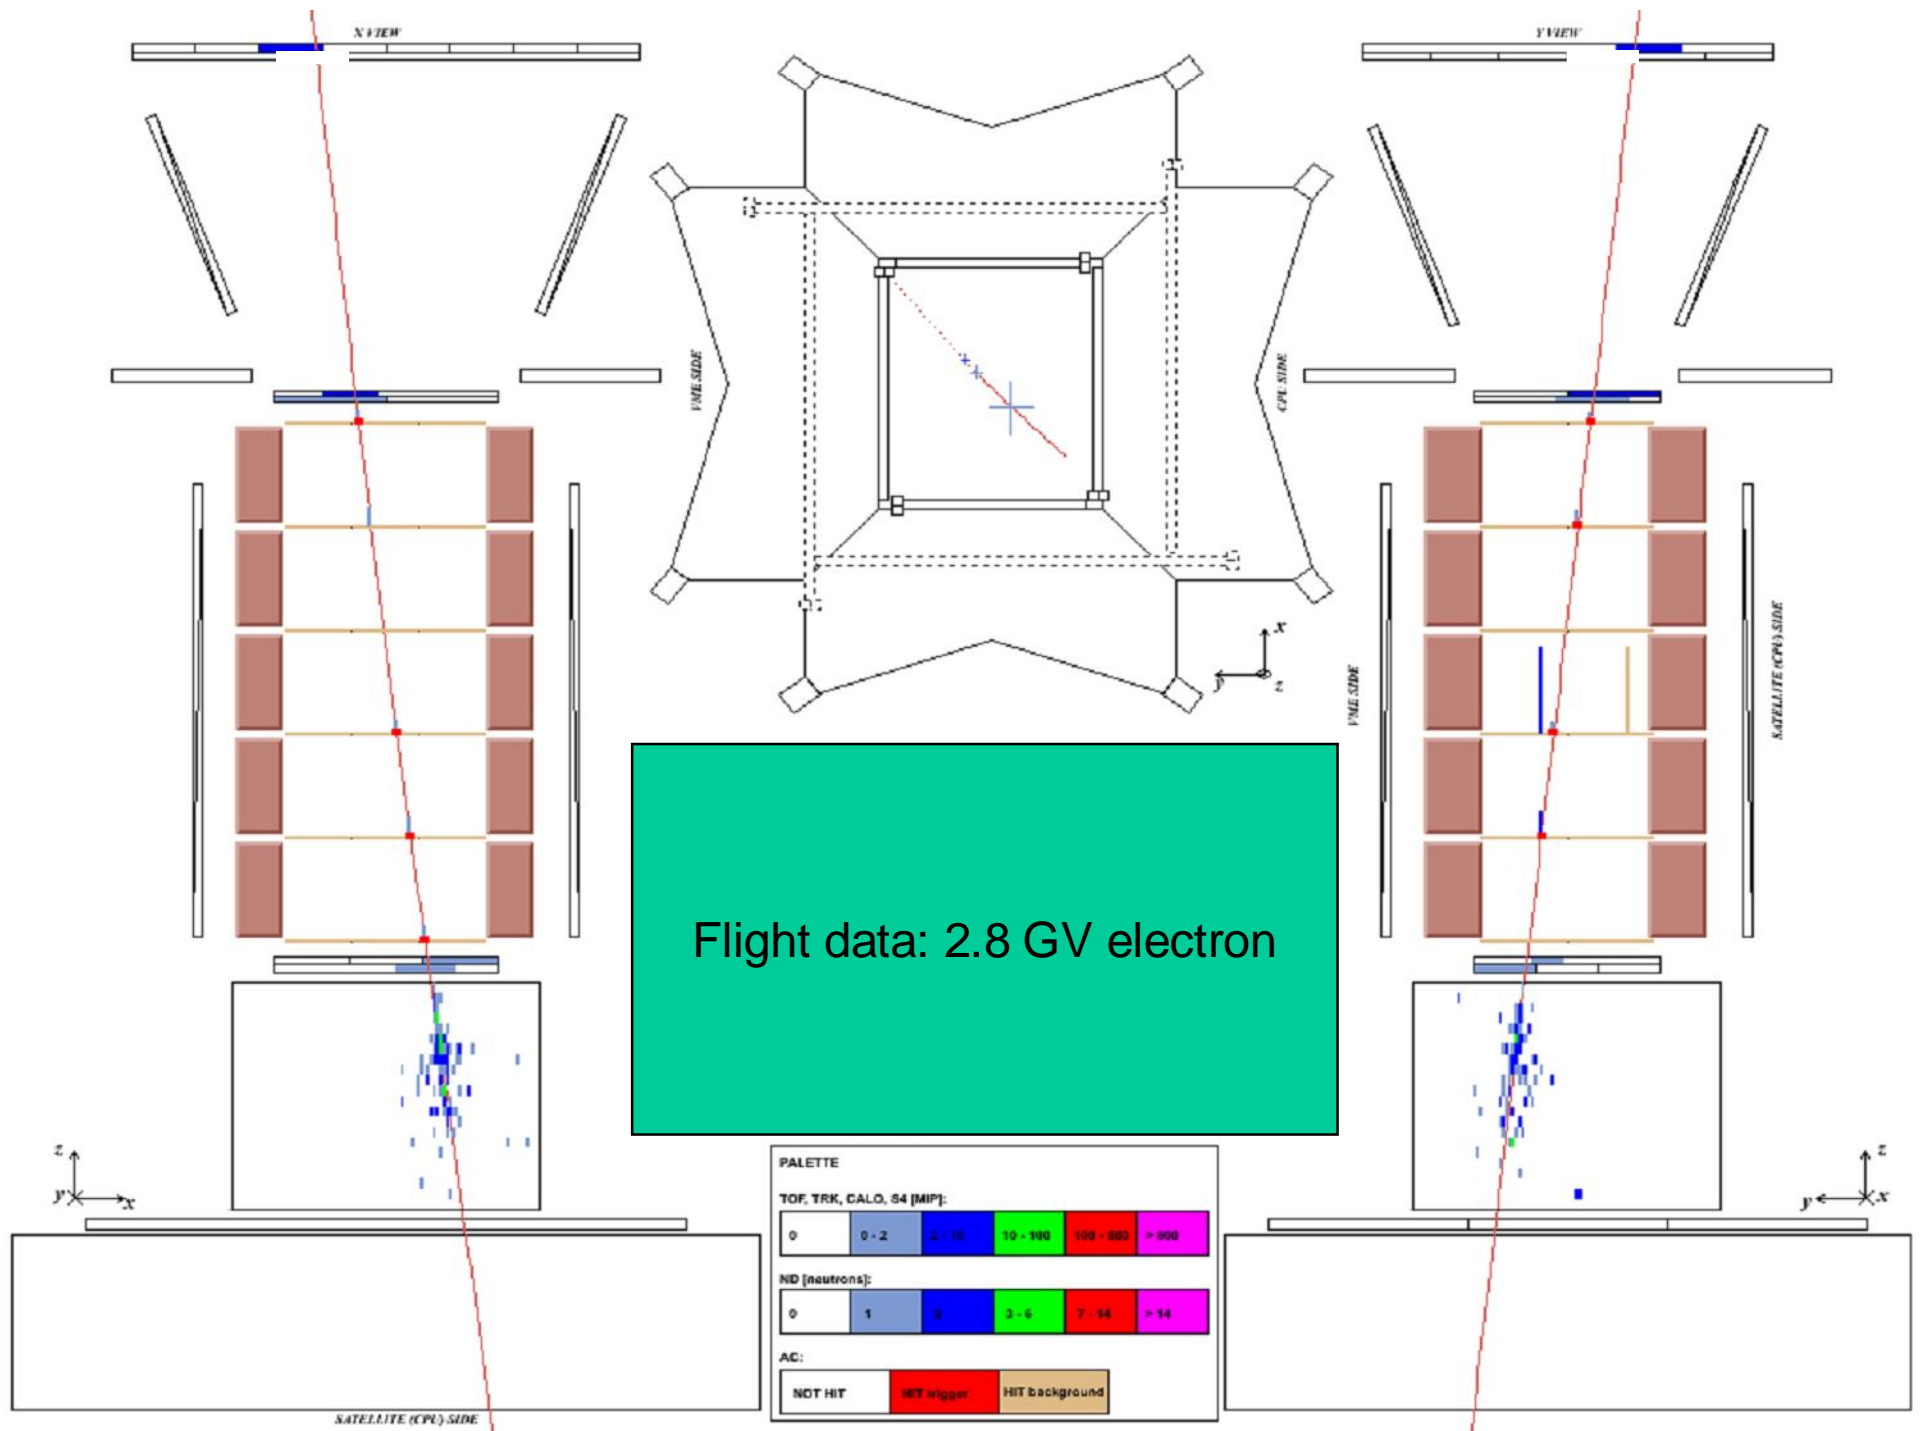 X VIEW
Y VIEW
VME SIDE
CPU SIDE
x
y
z
VME SIDE
SATELLITE (CPU) SIDE
Flight data: 2.8 GV electron
z
y
x
z
y
x
PALETTE
TOF, TRK, CALO, S4 [MIP]:
0 0 - 2 2 - 10 10 - 100 100 - 500 > 500
ND [neutrons]:
0 1 2 3 - 6 7 - 14 > 14
AC:
NOT HIT HIT trigger HIT background
SATELLITE (CPU) SIDE